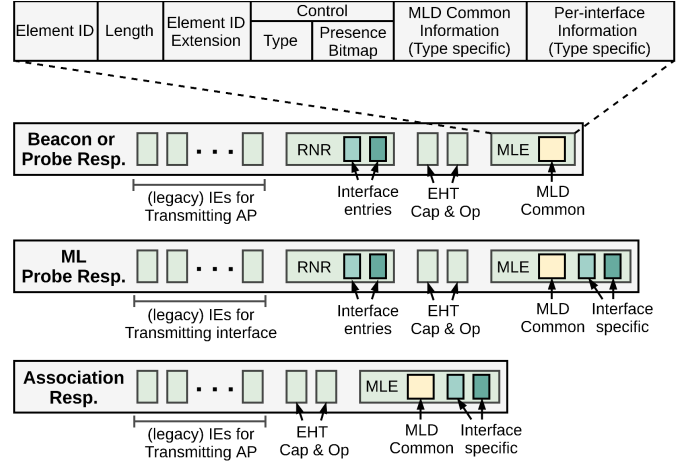 Element ID
Length
Element ID
Extension
Control
Type
Presence
Bitmap
MLD Common
Information
(Type specific)
Per-interface
Information
(Type specific)
Beacon or
Probe Resp.
. . .
RNR
MLE
(legacy) IEs for
Transmitting AP
Interface
entries
EHT
Cap & Op
MLD
Common
ML
Probe Resp.
. . .
RNR
MLE
(legacy) IEs for
Transmitting interface
Interface
entries
EHT
Cap & Op
MLD
Common
Interface
specific
Association
Resp.
. . .
MLE
(legacy) IEs for
Transmitting AP
EHT
Cap & Op
MLD
Common
Interface
specific